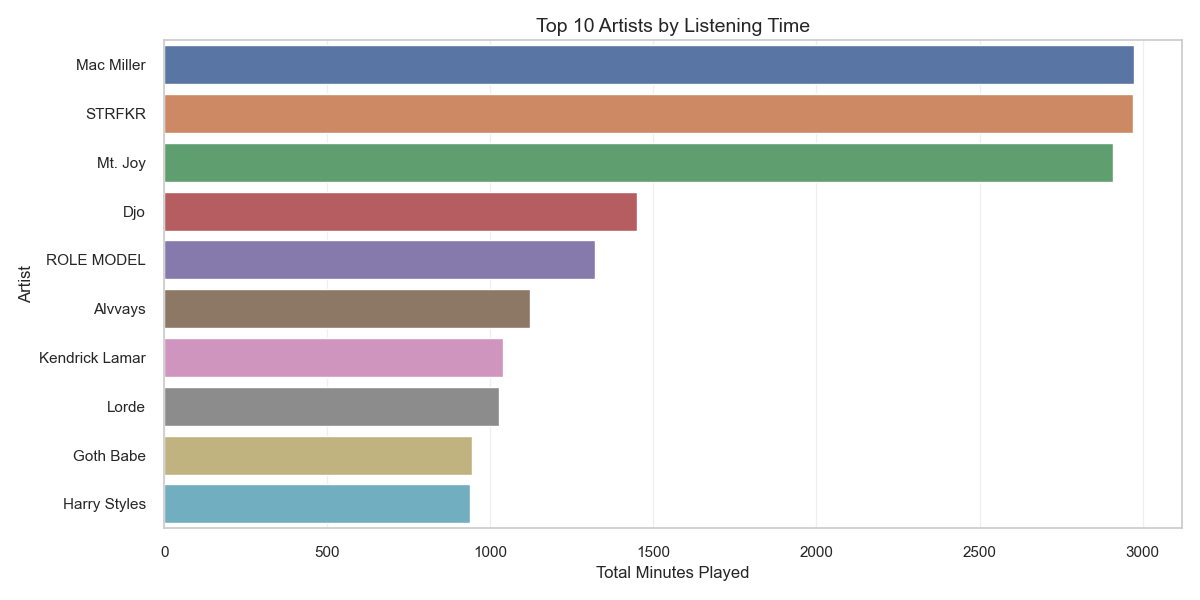 Top 10 Artists by Listening Time
Artist
Mac Miller
STRFKR
Mt. Joy
Djo
ROLE MODEL
Alvvays
Kendrick Lamar
Lorde
Goth Babe
Harry Styles
0 500 1000 1500 2000 2500 3000
Total Minutes Played